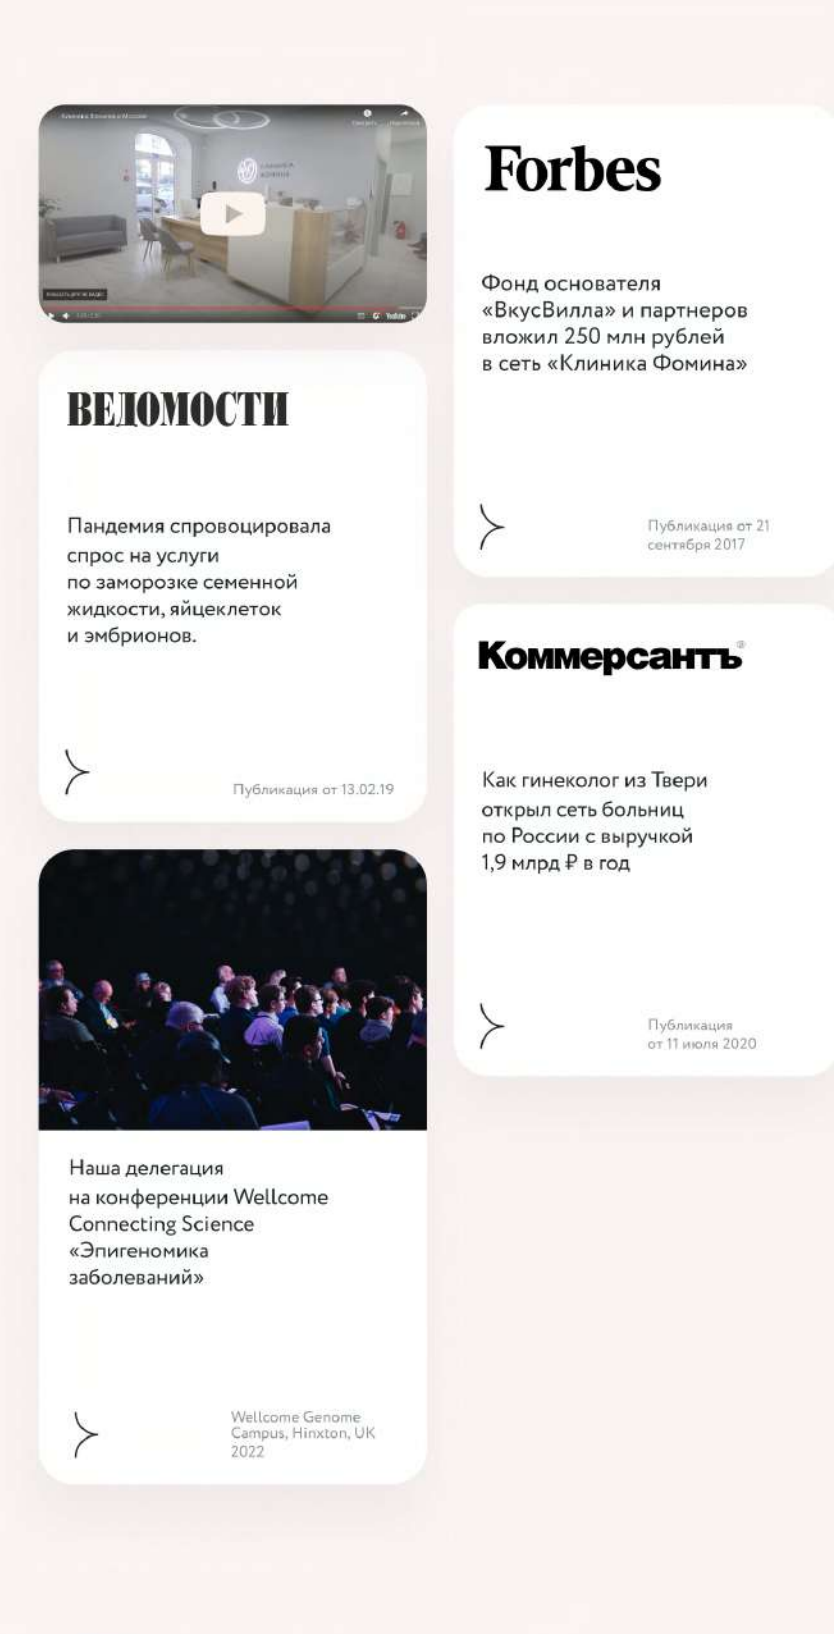 Forbes
Фонд основателя
«ВкусВилла» и партнеров
вложил 250 млн рублей
в сеть «Клиника Фомина»
Публикация от 21
сентября 2017
ВЕДОМОСТИ
Пандемия спровоцировала
спрос на услуги
по заморозке семенной
жидкости, яйцеклеток
и эмбрионов.
Публикация от 13.02.19
Коммерсантъ®
Как гинеколог из Твери
открыл сеть больниц
по России с выручкой
1,9 млрд ₽ в год
Публикация
от 11 июля 2020
Наша делегация
на конференции Wellcome
Connecting Science
«Эпигеномика
заболеваний»
Wellcome Genome
Campus, Hinxton, UK
2022